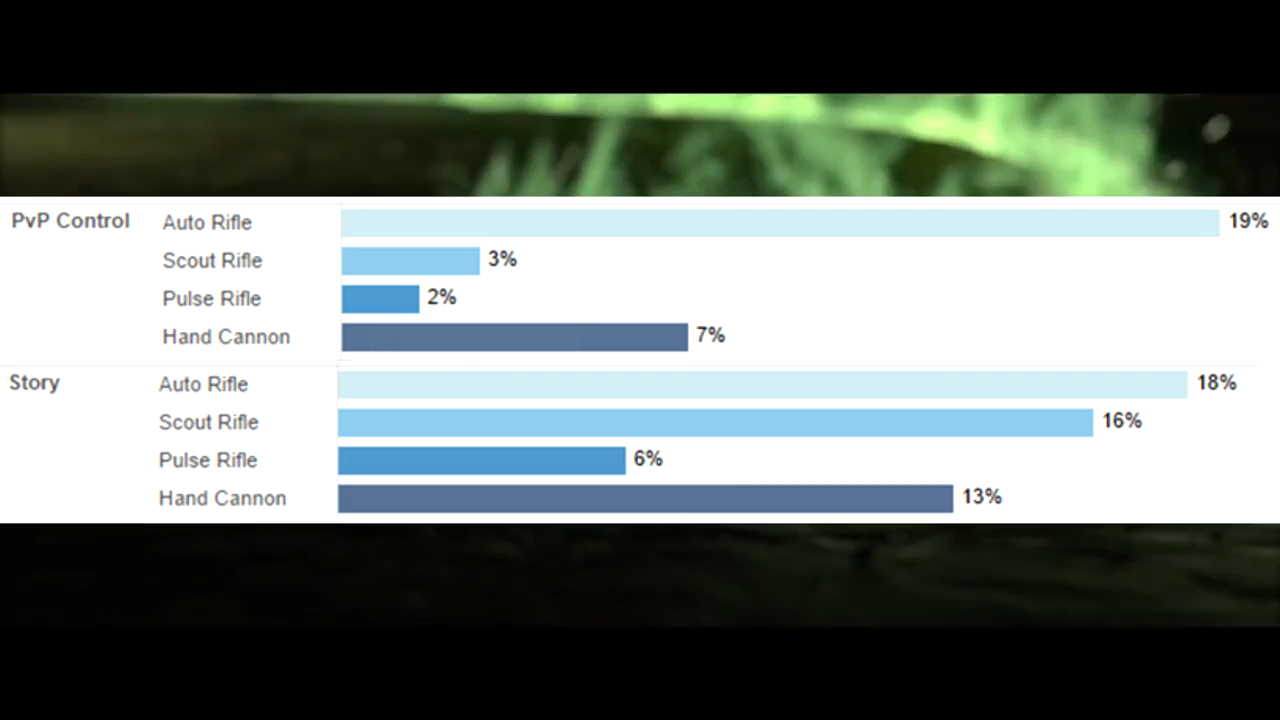 PvP Control Auto Rifle 19%
Scout Rifle 3%
Pulse Rifle 2%
Hand Cannon 7%
Story Auto Rifle 18%
Scout Rifle 16%
Pulse Rifle 6%
Hand Cannon 13%